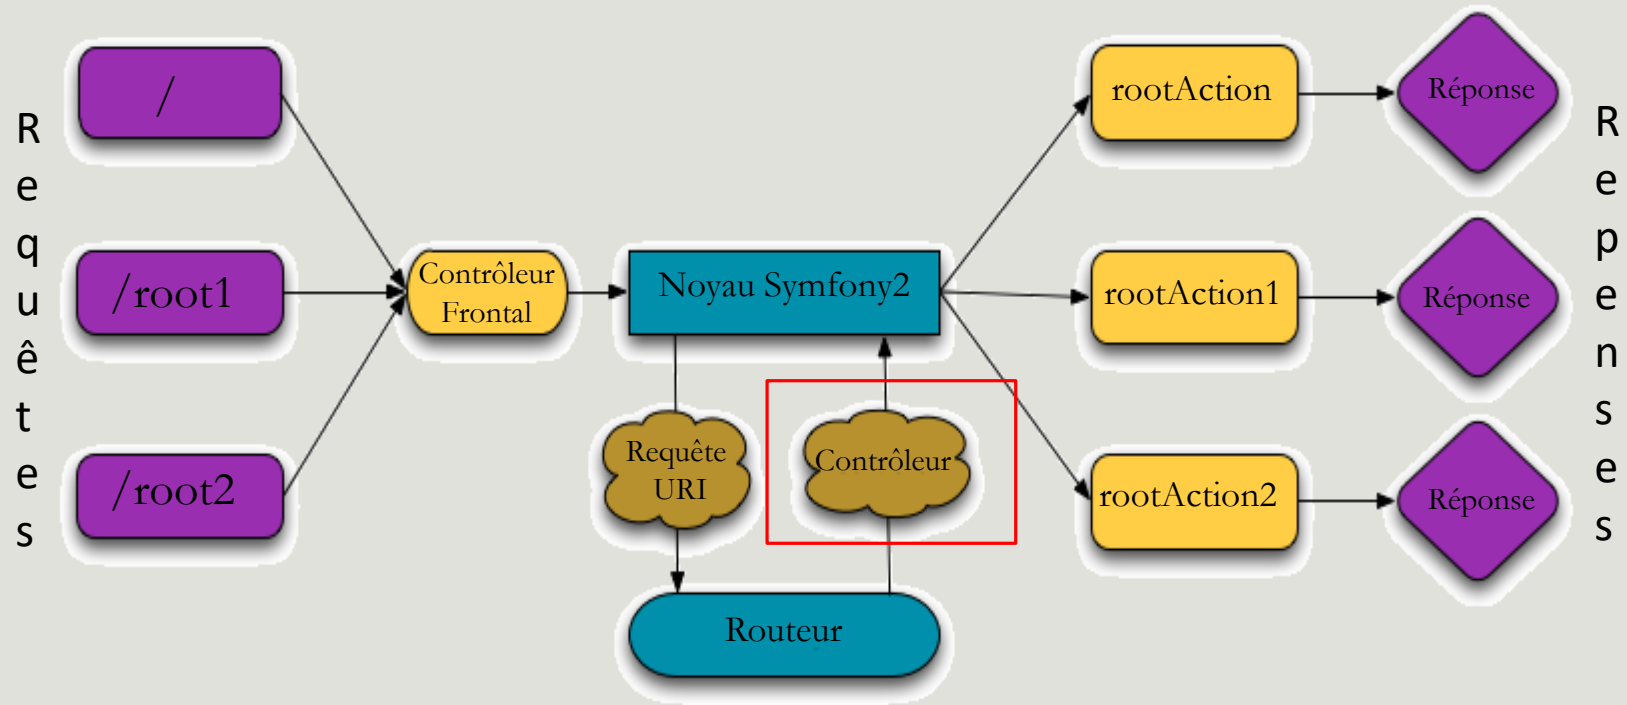 Requêtes
/
/root1
/root2
Contrôleur
Frontal
Noyau Symfony2
Requête
URI
Contrôleur
Routeur
rootAction
rootAction1
rootAction2
Réponse
Réponse
Réponse
Repenses